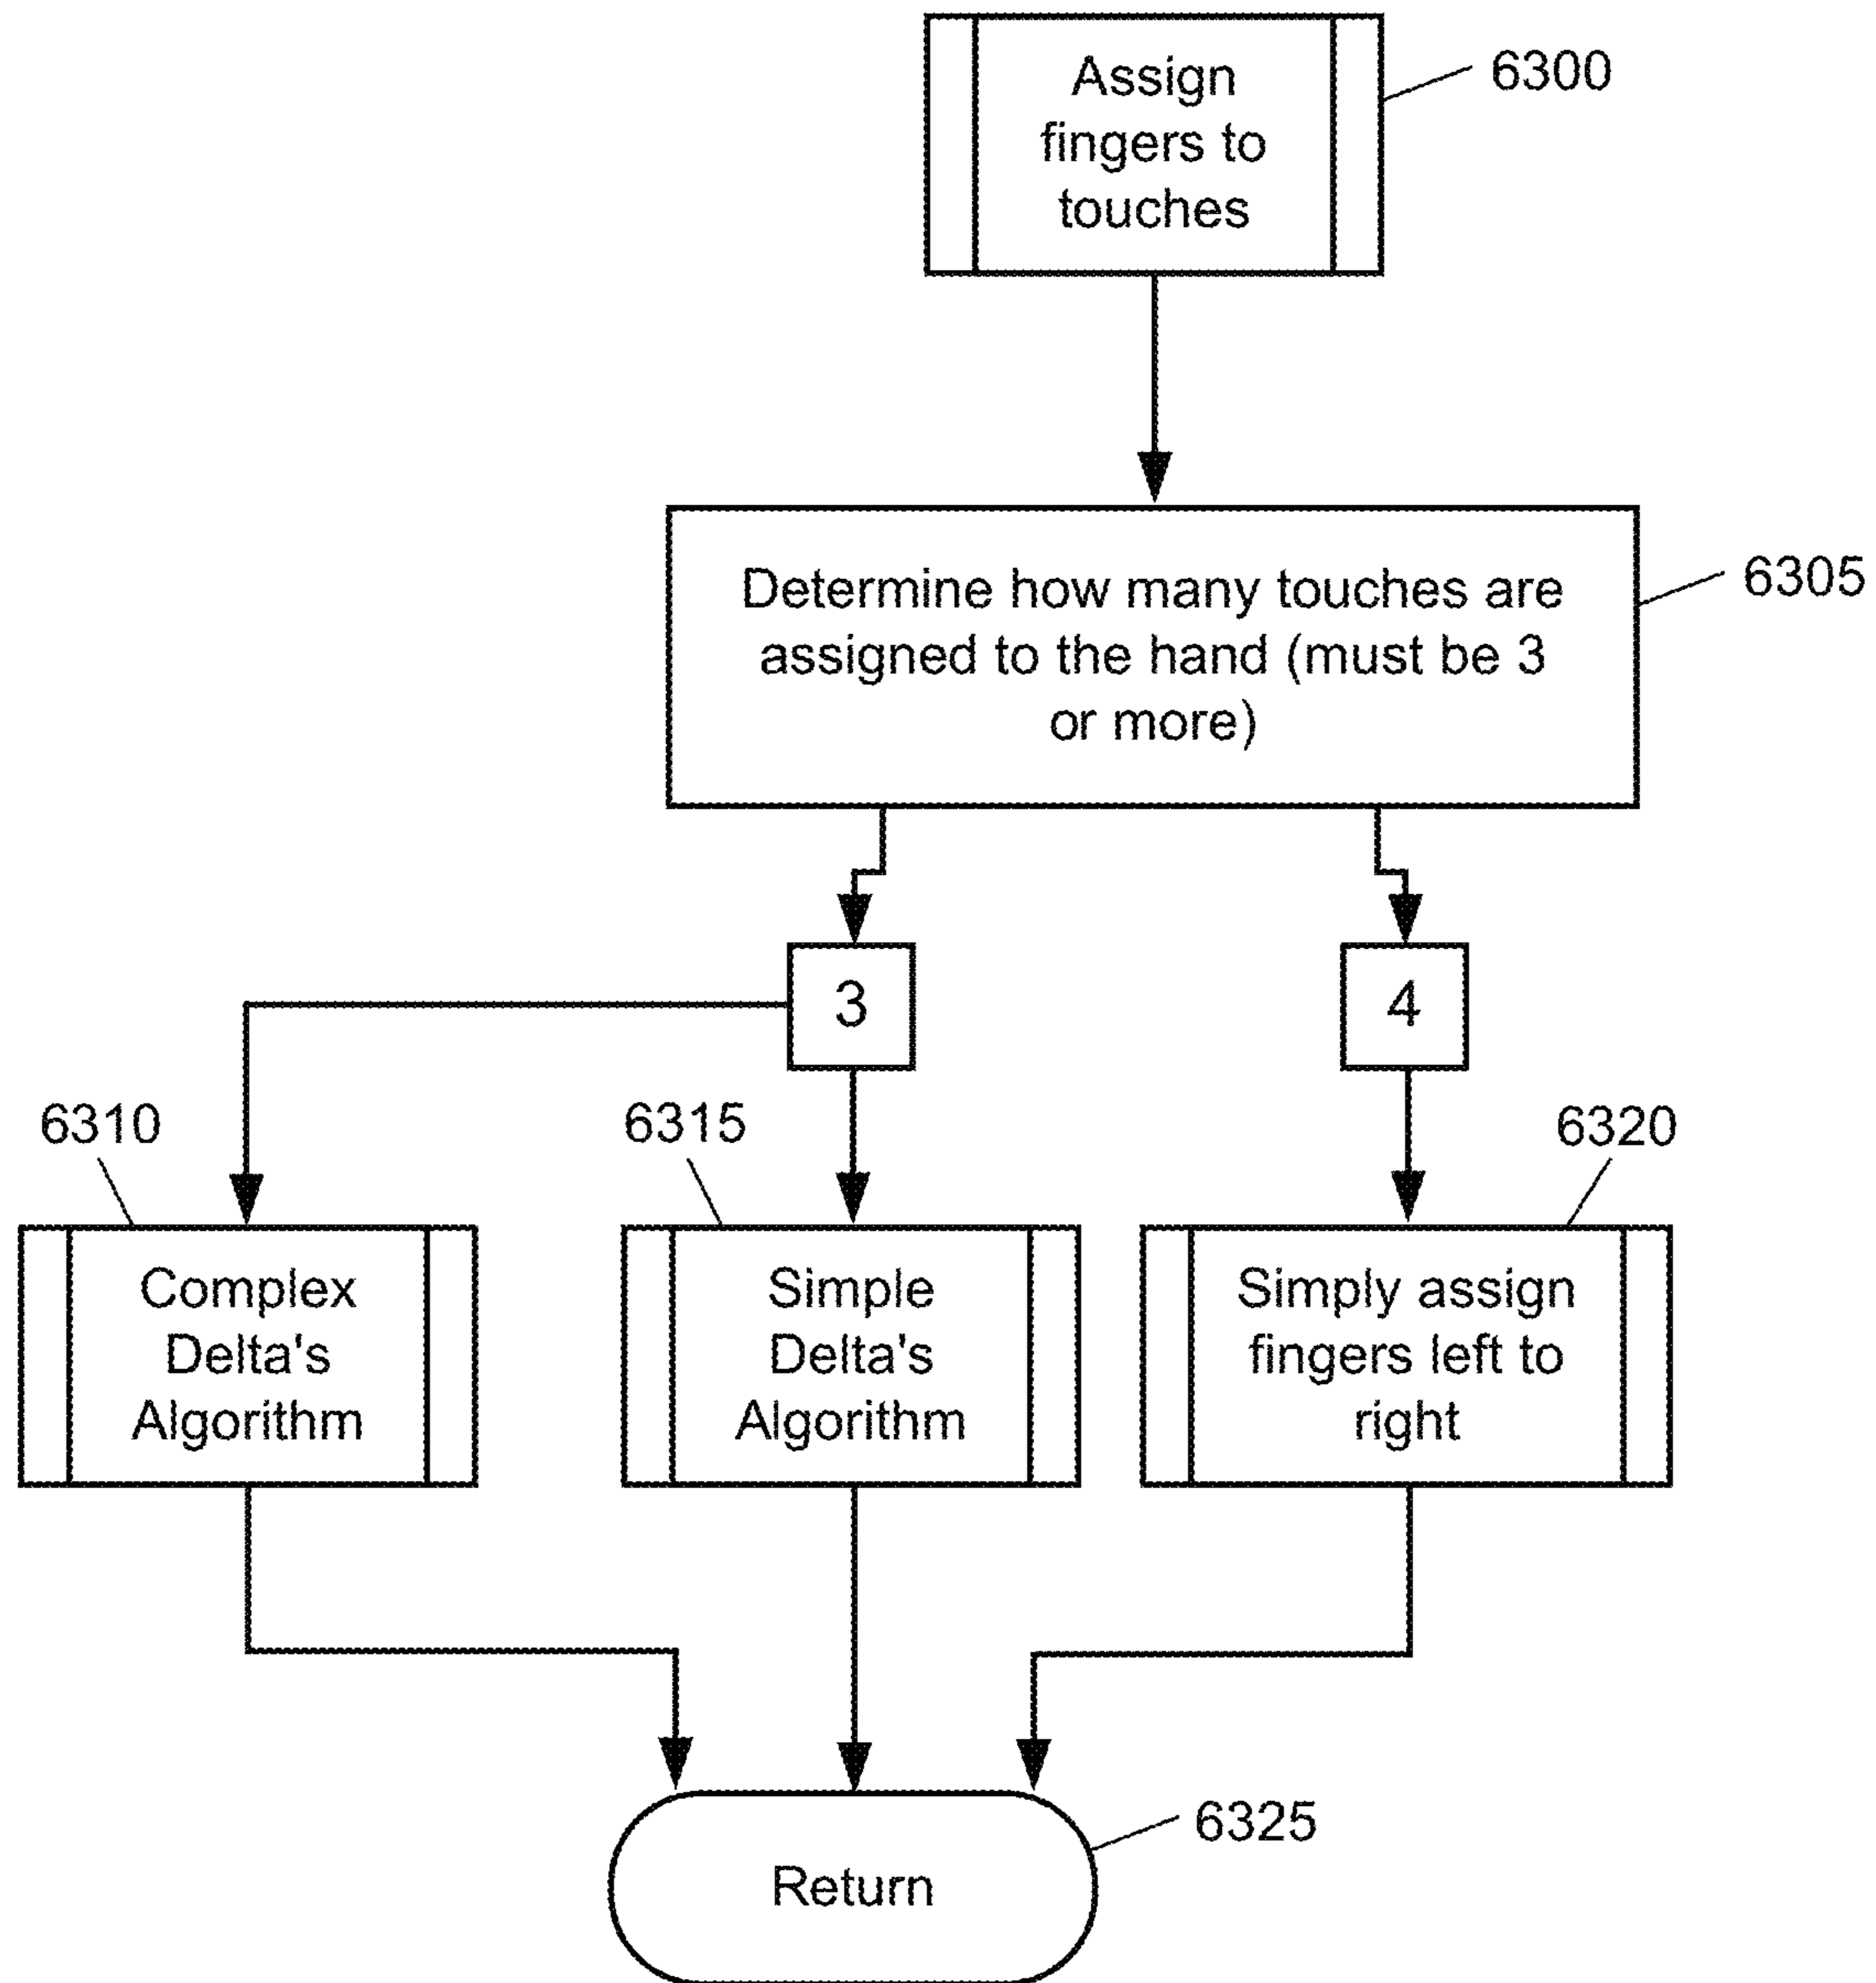 Assign
fingers to
touches
6300
Determine how many touches are
assigned to the hand (must be 3
or more)
6305
3
4
6310
6315
6320
Complex
Delta's
Algorithm
Simple
Delta's
Algorithm
Simply assign
fingers left to
right
Return
6325